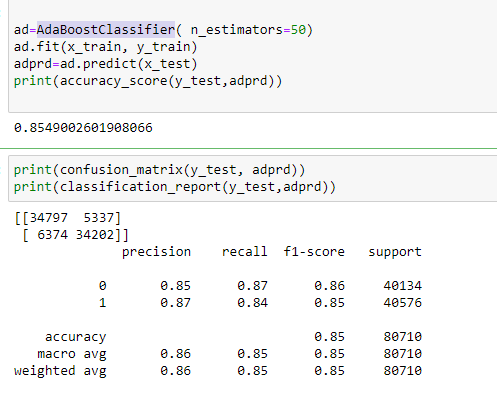 ad=AdaBoostClassifier( n_estimators=50)
ad.fit(x_train, y_train)
adprd=ad.predict(x_test)
print(accuracy_score(y_test,adprd))
0.8549002601908066
print(confusion_matrix(y_test, adprd))
print(classification_report(y_test,adprd))
[[34797  5337]
 [ 6374 34202]]
              precision    recall  f1-score   support

           0       0.85      0.87      0.86     40134
           1       0.87      0.84      0.85     40576

    accuracy                           0.85     80710
   macro avg       0.86      0.85      0.85     80710
weighted avg       0.86      0.85      0.85     80710